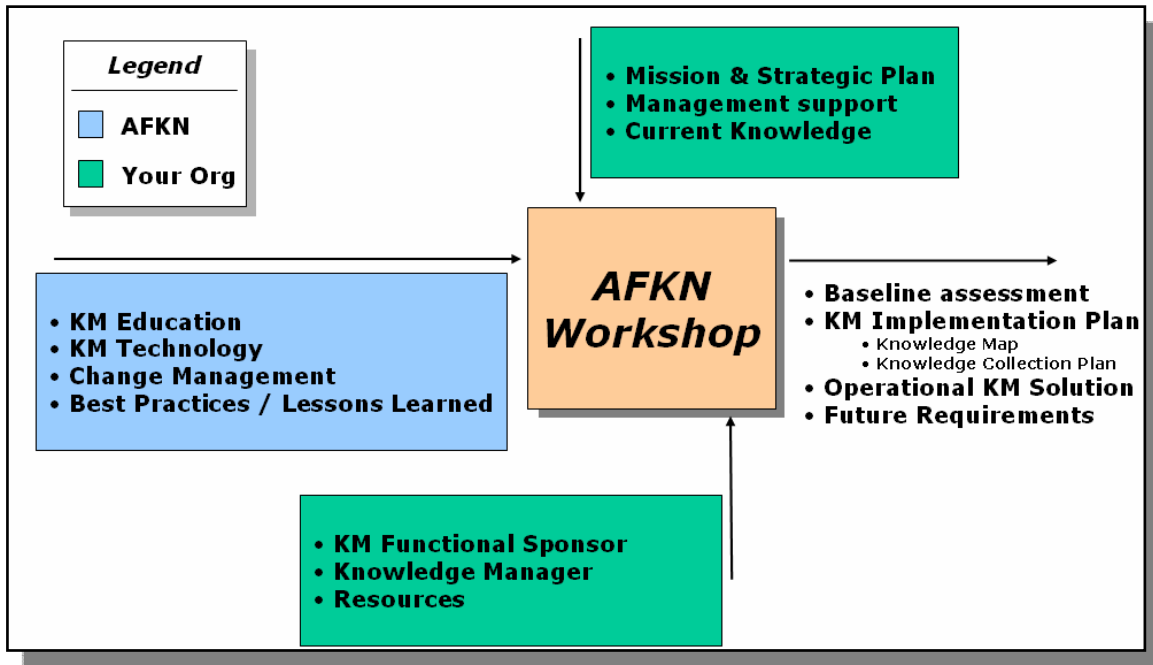 Legend
AFKN
Your Org
• Mission & Strategic Plan
• Management support
• Current Knowledge
• KM Education
• KM Technology
• Change Management
• Best Practices / Lessons Learned
AFKN
Workshop
• Baseline assessment
• KM Implementation Plan
• Knowledge Map
• Knowledge Collection Plan
• Operational KM Solution
• Future Requirements
• KM Functional Sponsor
• Knowledge Manager
• Resources